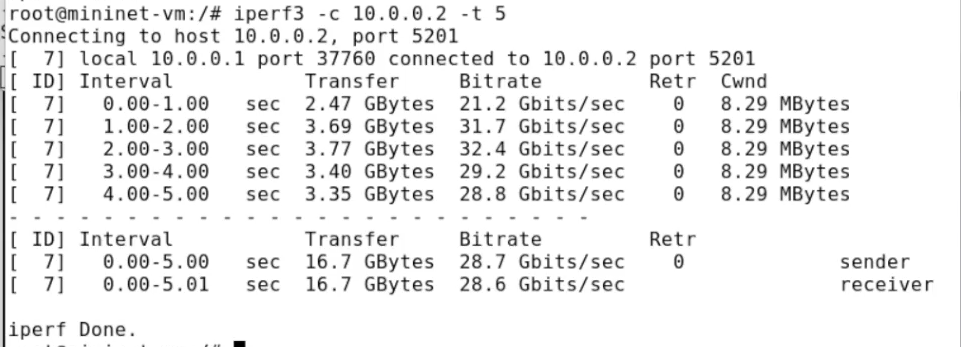 root@mininet-vm:/# iperf3 -c 10.0.0.2 -t 5
Connecting to host 10.0.0.2, port 5201
[  7] local 10.0.0.1 port 37760 connected to 10.0.0.2 port 5201
[ ID] Interval           Transfer     Bitrate         Retr  Cwnd
[  7]   0.00-1.00   sec  2.47 GBytes  21.2 Gbits/sec    0   8.29 MBytes
[  7]   1.00-2.00   sec  3.69 GBytes  31.7 Gbits/sec    0   8.29 MBytes
[  7]   2.00-3.00   sec  3.77 GBytes  32.4 Gbits/sec    0   8.29 MBytes
[  7]   3.00-4.00   sec  3.40 GBytes  29.2 Gbits/sec    0   8.29 MBytes
[  7]   4.00-5.00   sec  3.35 GBytes  28.8 Gbits/sec    0   8.29 MBytes
- - - - - - - - - - - - - - - - - - - - - - - - -
[ ID] Interval           Transfer     Bitrate         Retr
[  7]   0.00-5.00   sec  16.7 GBytes  28.7 Gbits/sec    0             sender
[  7]   0.00-5.01   sec  16.7 GBytes  28.6 Gbits/sec                  receiver
iperf Done.